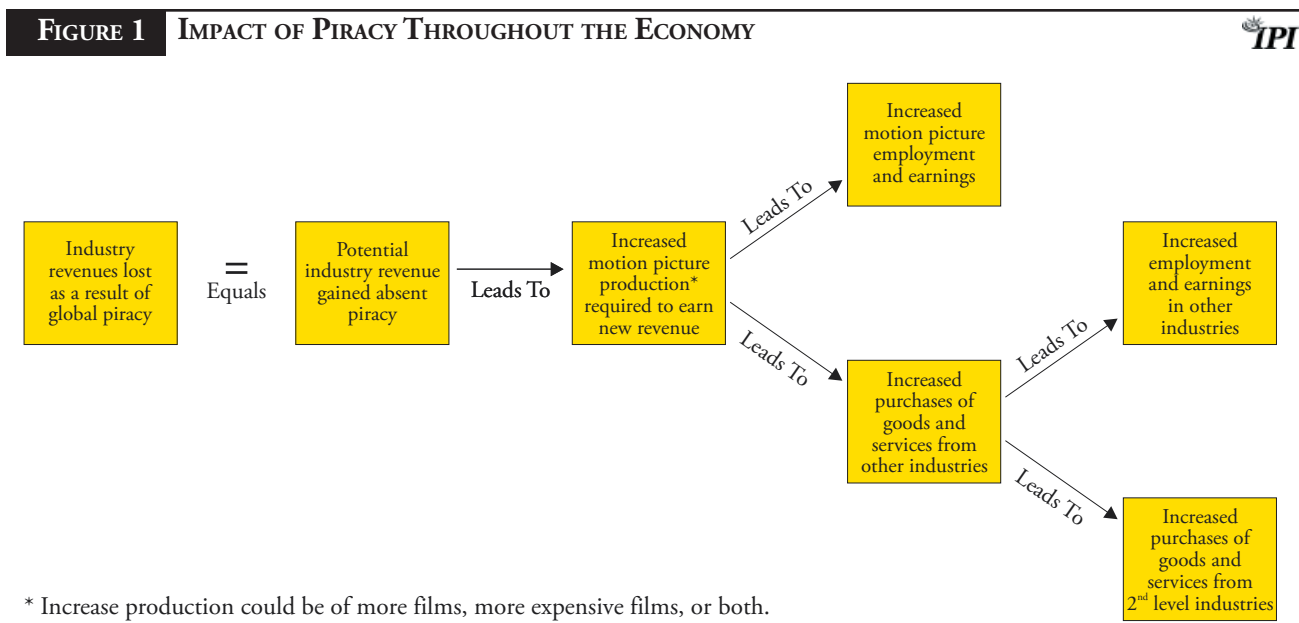 FIGURE 1 IMPACT OF PIRACY THROUGHOUT THE ECONOMY
IPI
Industry
revenues lost
as a result of
global piracy
=
Equals
Potential
industry revenue
gained absent
piracy
Leads To
Increased
motion picture
production*
required to earn
new revenue
Leads To
Increased
motion picture
employment
and earnings
Leads To
Increased
purchases of
goods and
services from
other industries
Leads To
Increased
employment
and earnings
in other
industries
Leads To
Increased
purchases of
goods and
services from
2nd level industries
* Increase production could be of more films, more expensive films, or both.